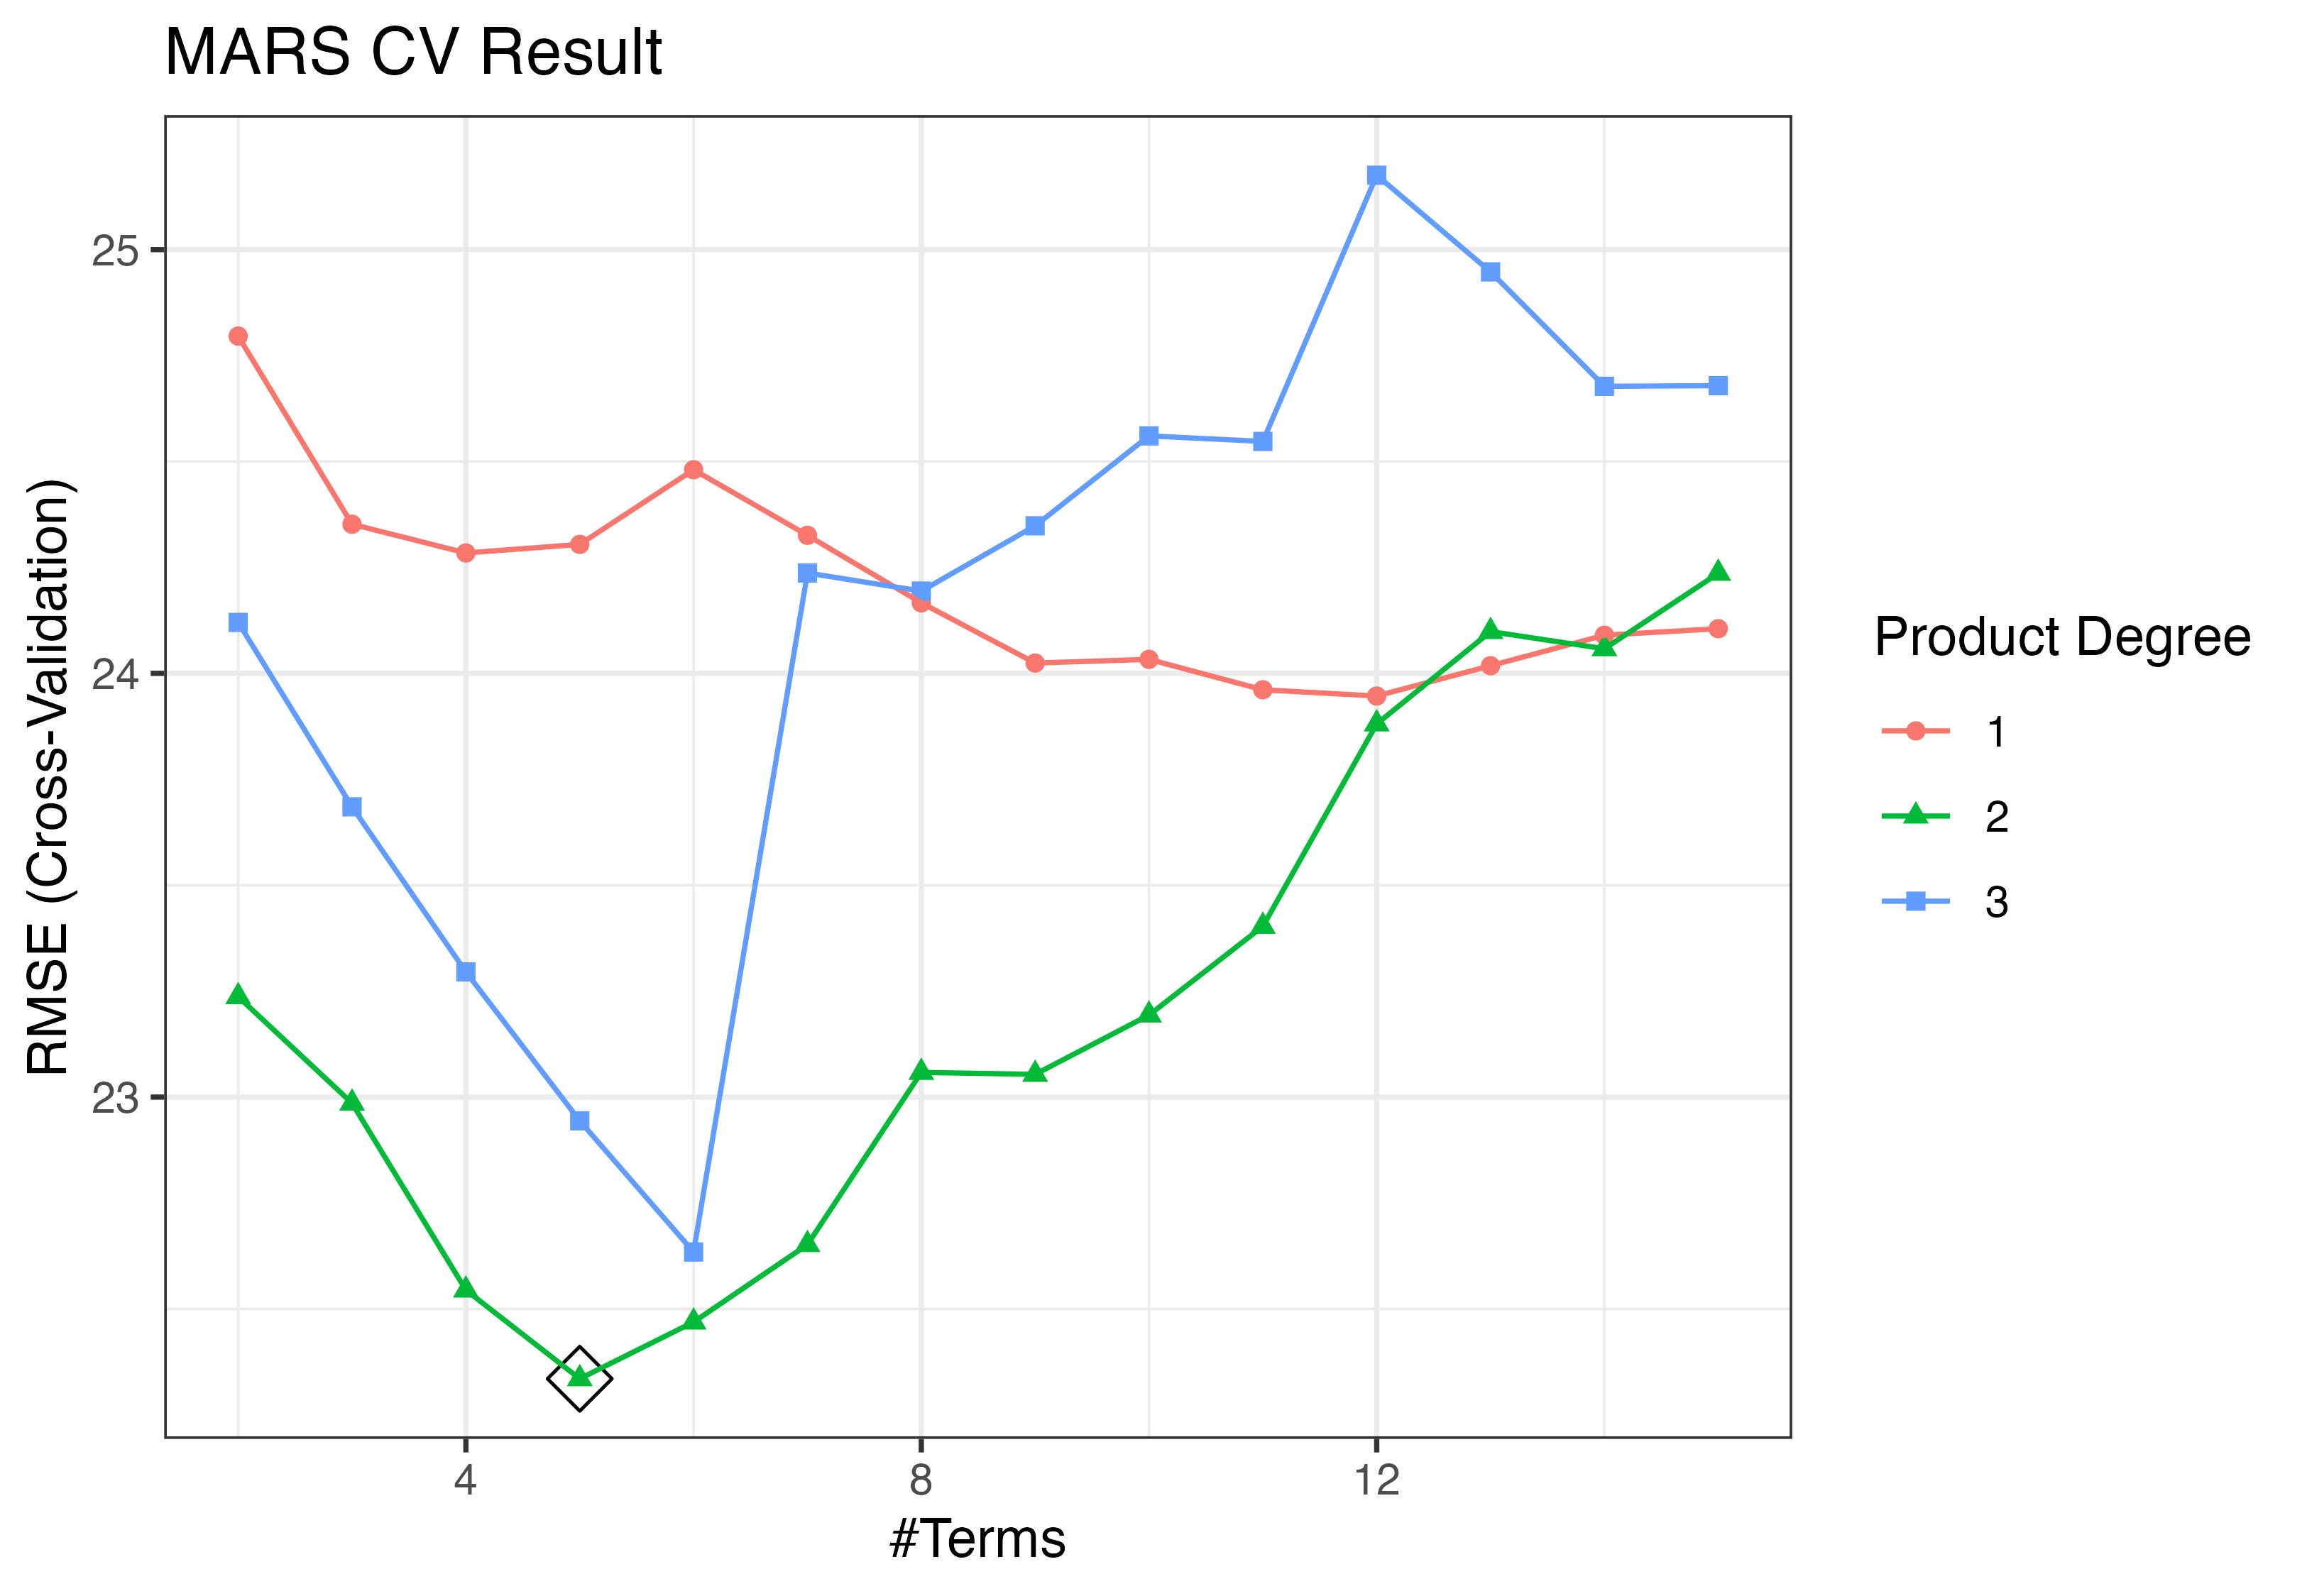 MARS CV Result
RMSE (Cross-Validation)
25
24
23
4
8
12
#Terms
Product Degree
1
2
3